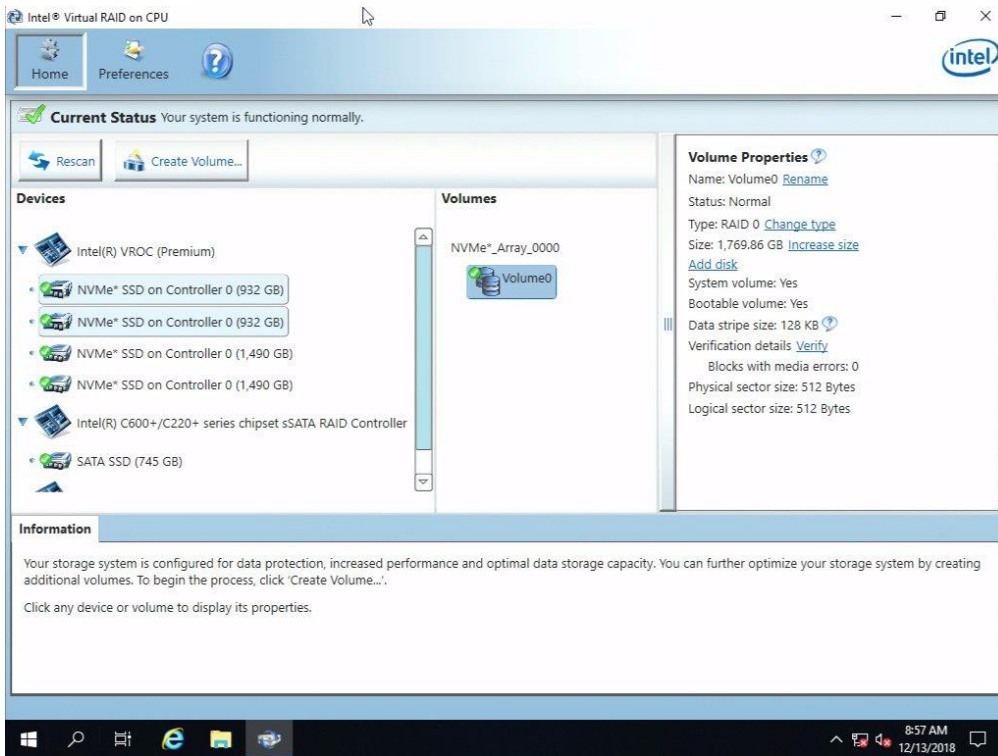 Intel® Virtual RAID on CPU
Home
Preferences
?
intel
Current Status Your system is functioning normally.
Rescan
Create Volume...
Devices
Intel(R) VROC (Premium)
NVMe* SSD on Controller 0 (932 GB)
NVMe* SSD on Controller 0 (932 GB)
NVMe* SSD on Controller 0 (1,490 GB)
NVMe* SSD on Controller 0 (1,490 GB)
Intel(R) C600+/C220+ series chipset sSATA RAID Controller
SATA SSD (745 GB)
Volumes
NVMe*_Array_0000
Volume0
Volume Properties ?
Name: Volume0 Rename
Status: Normal
Type: RAID 0 Change type
Size: 1,769.86 GB Increase size
Add disk
System volume: Yes
Bootable volume: Yes
Data stripe size: 128 KB ?
Verification details Verify
Blocks with media errors: 0
Physical sector size: 512 Bytes
Logical sector size: 512 Bytes
Information
Your storage system is configured for data protection, increased performance and optimal data storage capacity. You can further optimize your storage system by creating
additional volumes. To begin the process, click 'Create Volume...'.
Click any device or volume to display its properties.
8:57 AM
12/13/2018